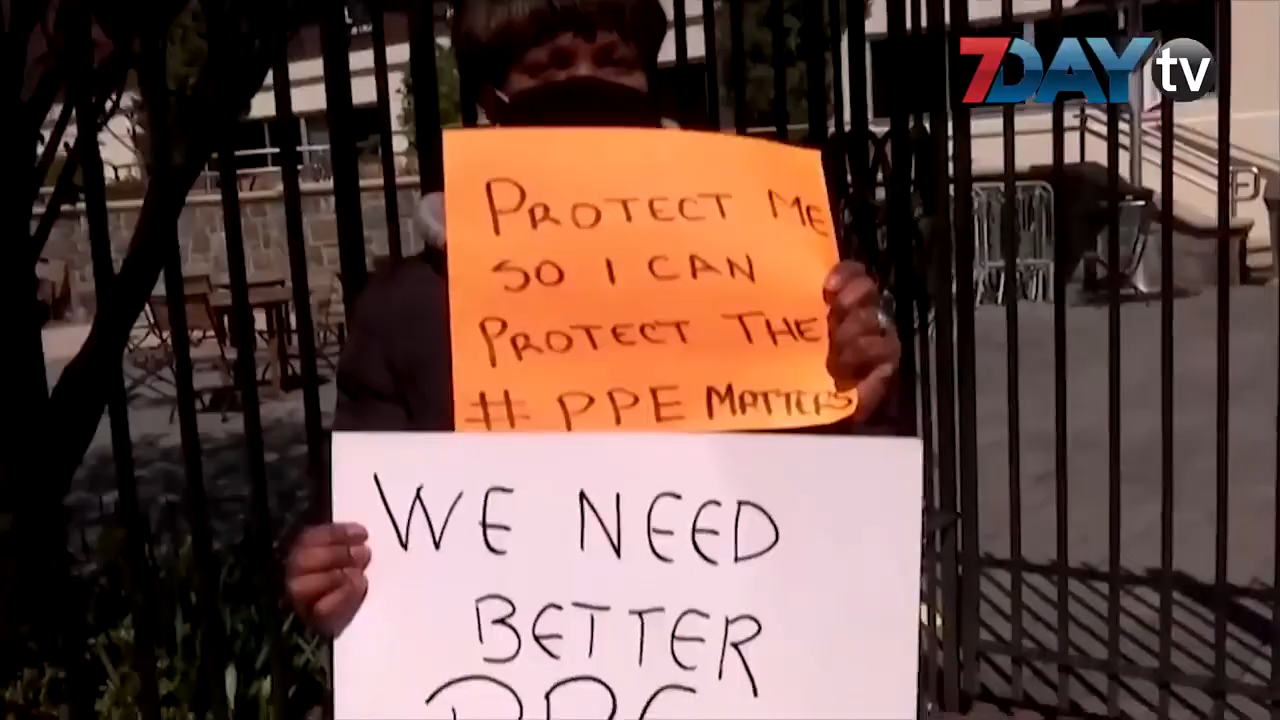 7DAY tv
PROTECT ME
SO I CAN
PROTECT THE
# PPE MATTERS
WE NEED
BETTER